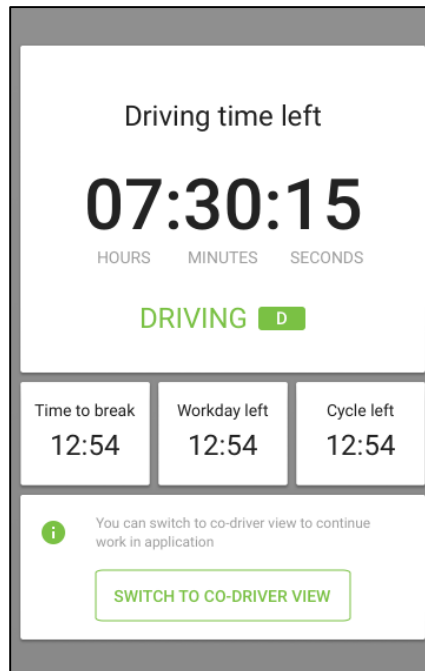 Driving time left
07:30:15
HOURS MINUTES SECONDS
DRIVING D
Time to break
12:54
Workday left
12:54
Cycle left
12:54
You can switch to co-driver view to continue
work in application
SWITCH TO CO-DRIVER VIEW